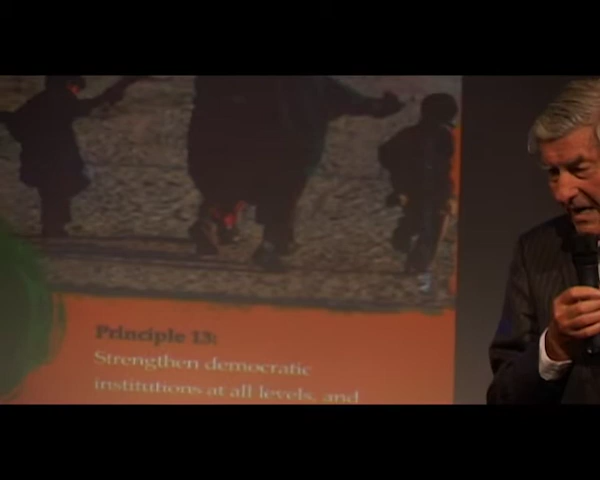 Principle 13:
Strengthen democratic
institutions at all levels, and